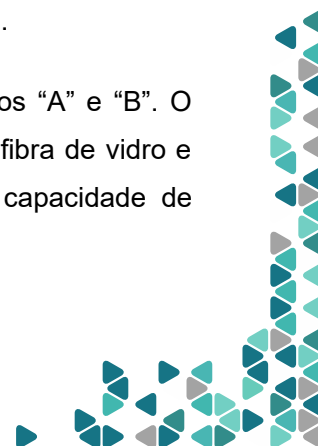 .
os “A” e “B”. O
fibra de vidro e
capacidade de